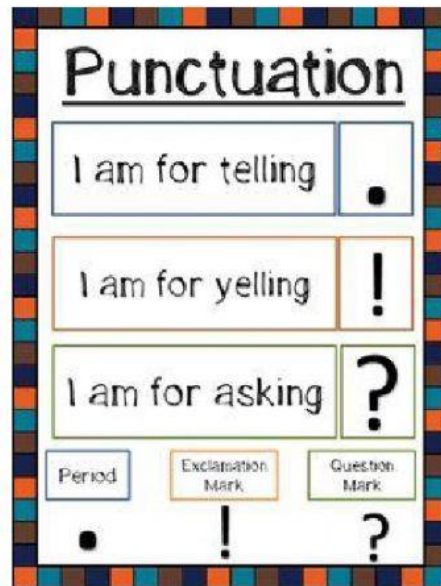 Punctuation
I am for telling .
I am for yelling !
I am for asking ?
Period
Exclamation
Mark
Question
Mark
. ! ?